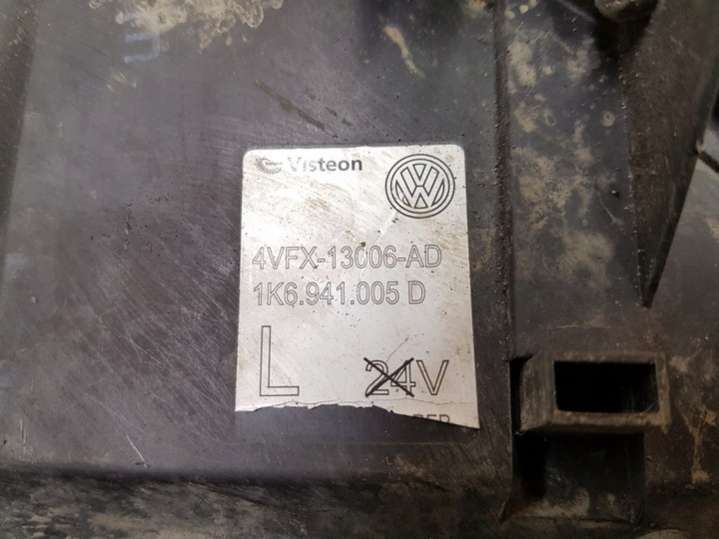 Visteon
4VFX-13006-AD
1K6.941.005 D
L 24V